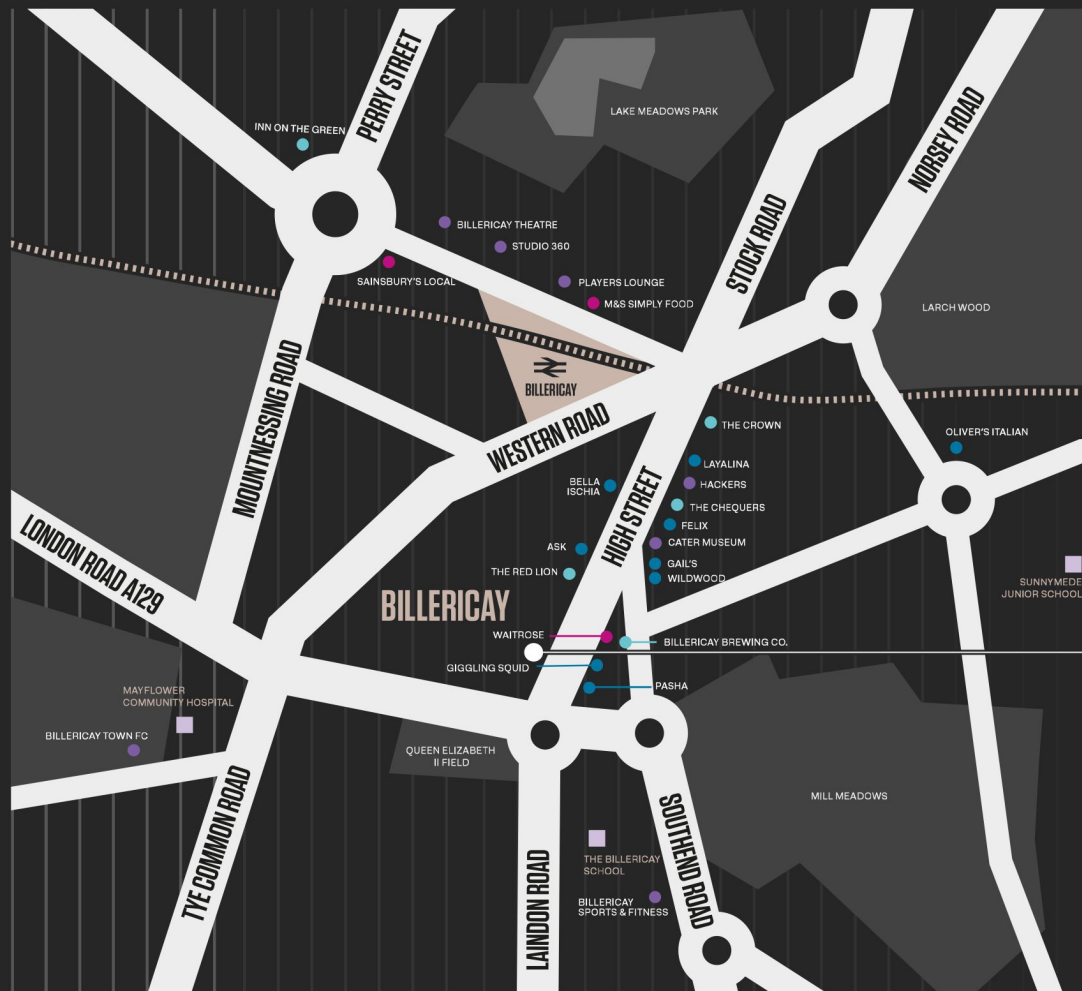 PERRY STREET
INN ON THE GREEN
LAKE MEADOWS PARK
NORSEY ROAD
STOCK ROAD
BILLERICAY THEATRE
STUDIO 360
SAINSBURY'S LOCAL
PLAYERS LOUNGE
M&S SIMPLY FOOD
LARCH WOOD
BILLERICAY
MOUNTNESSING ROAD
WESTERN ROAD
THE CROWN
OLIVER'S ITALIAN
LAYALINA
BELLA
ISCHIA
HACKERS
HIGH STREET
THE CHEQUERS
FELIX
LONDON ROAD A129
ASK
CATER MUSEUM
GAIL'S
THE RED LION
WILDWOOD
SUNNYMEDE
JUNIOR SCHOOL
BILLERICAY
WAITROSE
BILLERICAY BREWING CO.
GIGGLING SQUID
PASHA
MAYFLOWER
COMMUNITY HOSPITAL
BILLERICAY TOWN FC
QUEEN ELIZABETH
II FIELD
MILL MEADOWS
TYE COMMON ROAD
SOUTHEND ROAD
THE BILLERICAY
SCHOOL
LAINDON ROAD
BILLERICAY
SPORTS & FITNESS